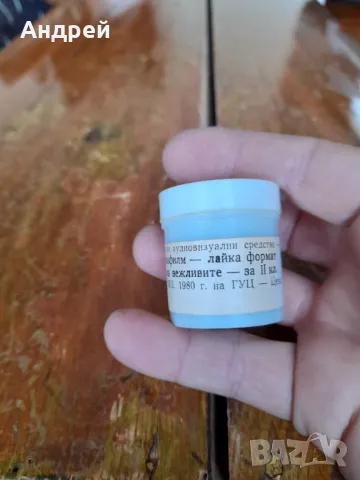 Андрей
аудиовизуални средства —
филм — лайка формат
вежливите — за II кл.
1980 г. на ГУЦ —
BAZAR